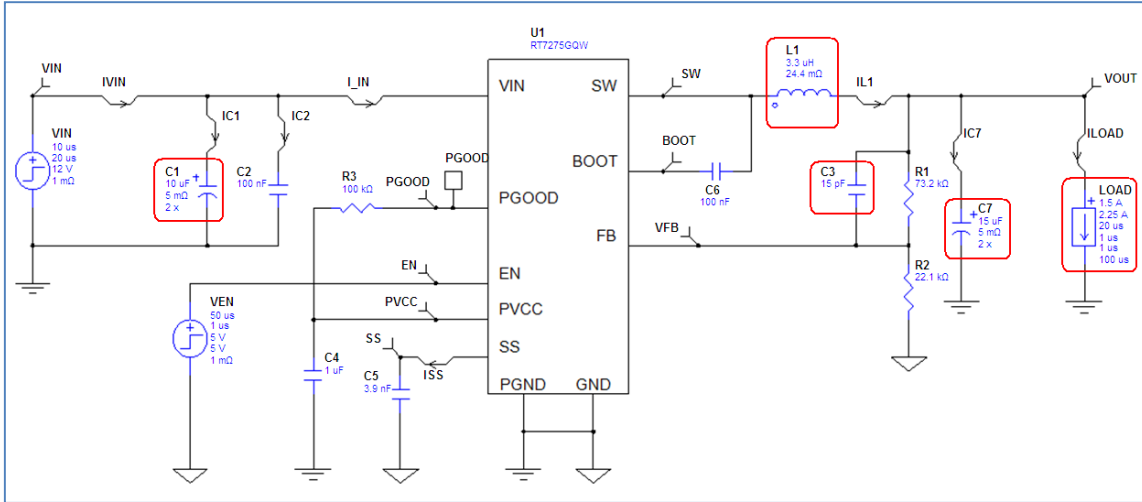 U1
RT7275GQW
VIN
IVIN
I_IN
VIN
SW
SW
L1
3.3 uH
24.4 mΩ
IL1
VOUT
VIN
10 us
20 us
12 V
1 mΩ
IC1
IC2
C1
10 uF
5 mΩ
2 x
C2
100 nF
R3
100 kΩ
PGOOD
PGOOD
PGOOD
BOOT
BOOT
C6
100 nF
C3
15 pF
R1
73.2 kΩ
IC7
C7
15 uF
5 mΩ
2 x
ILOAD
LOAD
1.5 A
2.25 A
20 us
1 us
1 us
100 us
FB
VFB
R2
22.1 kΩ
EN
EN
VEN
50 us
1 us
5 V
5 V
1 mΩ
PVCC
PVCC
SS
SS
ISS
C4
1 uF
C5
3.9 nF
PGND
GND